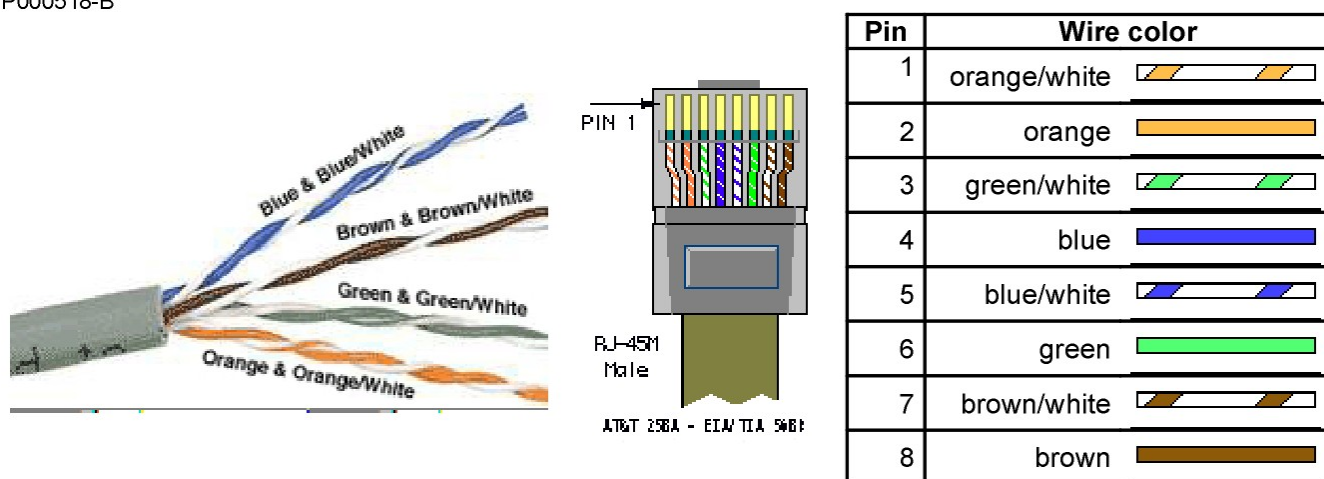 P000518-B
Blue & Blue/White
Brown & Brown/White
Green & Green/White
Orange & Orange/White
PIN 1
RJ-45M
Male
AT&T 258A - EIA/TIA
Pin Wire color
1 orange/white
2 orange
3 green/white
4 blue
5 blue/white
6 green
7 brown/white
8 brown